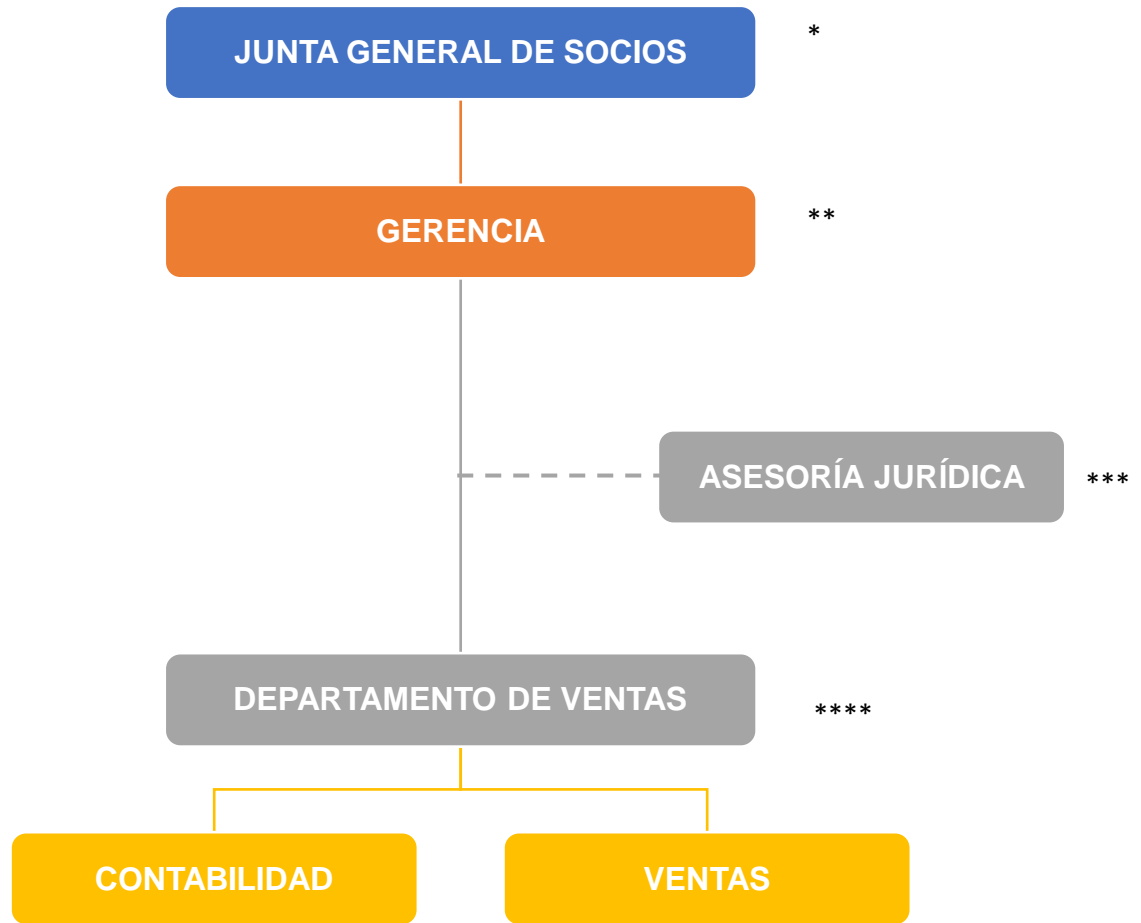 JUNTA GENERAL DE SOCIOS *
GERENCIA **
ASESORÍA JURÍDICA ***
DEPARTAMENTO DE VENTAS ****
CONTABILIDAD
VENTAS